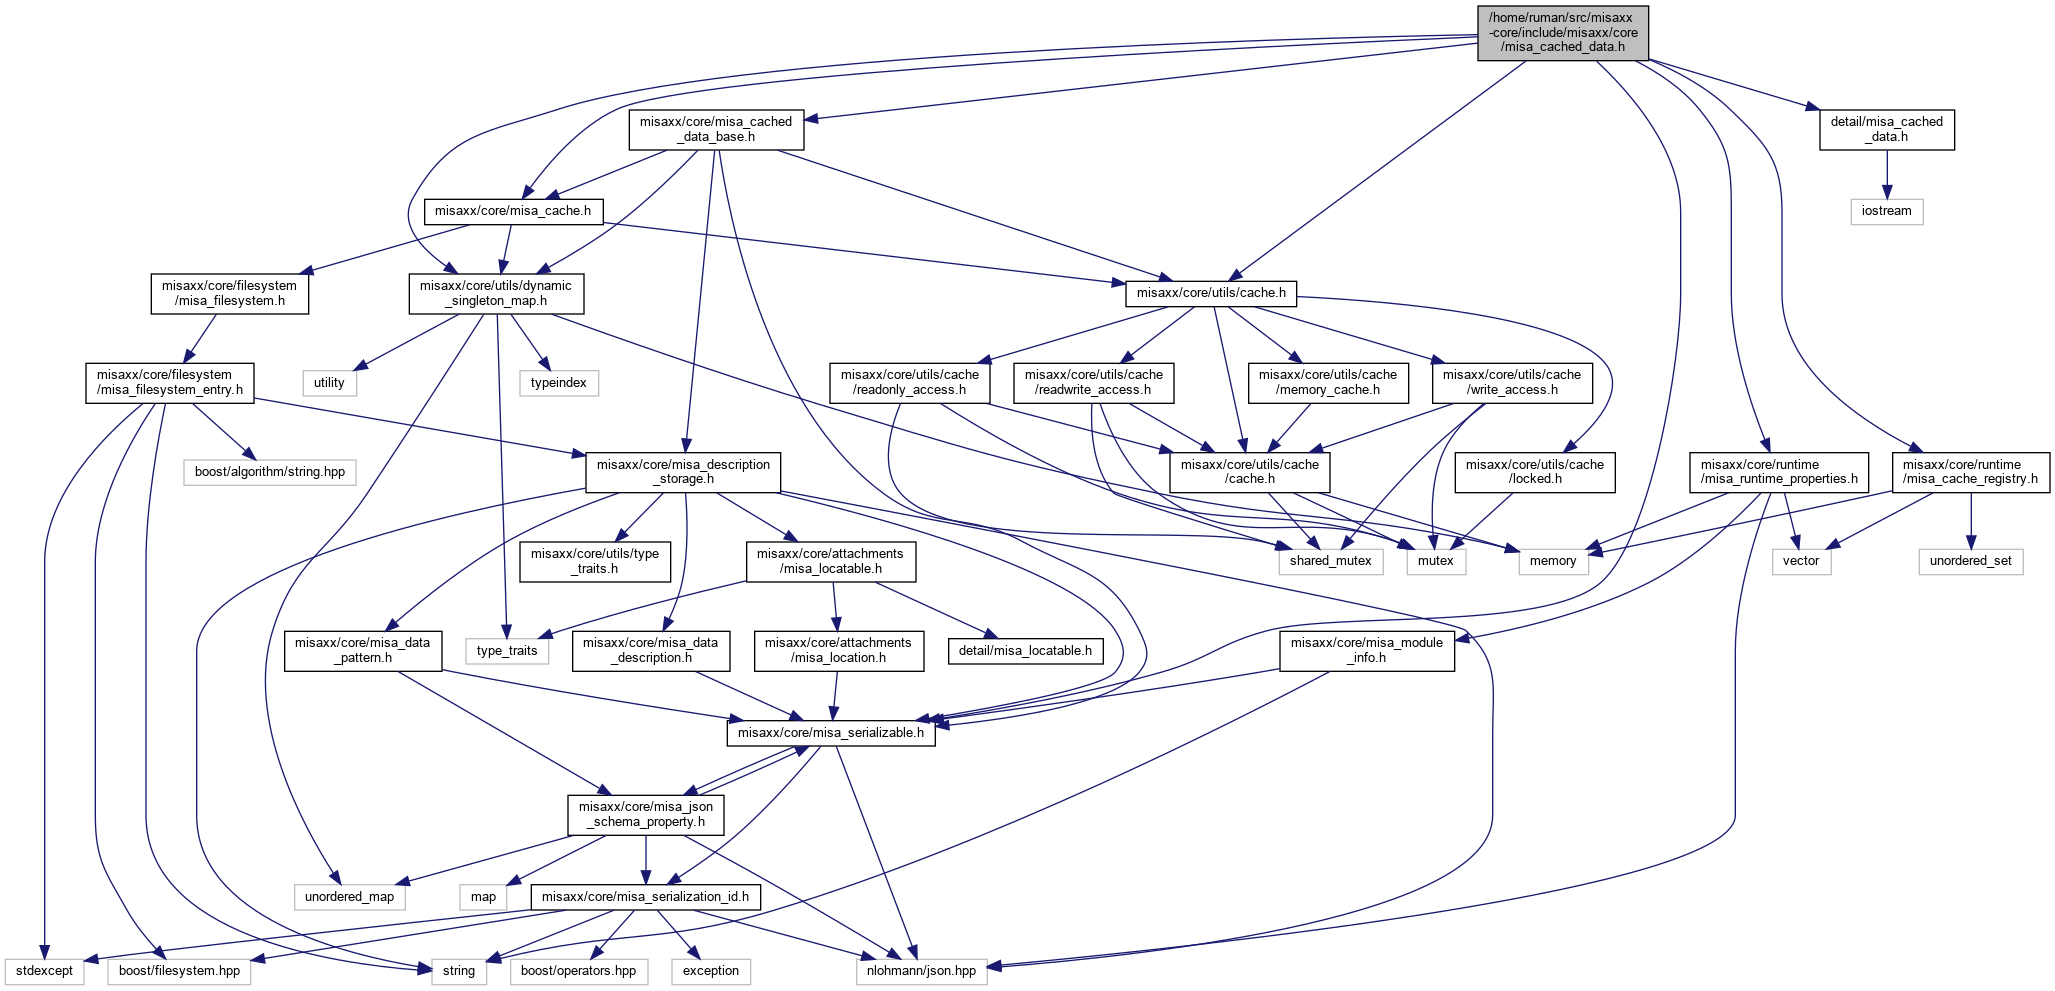 /home/ruman/src/misaxx
-core/include/misaxx/core
/misa_cached_data.h
misaxx/core/misa_cached
_data_base.h
detail/misa_cached
_data.h
misaxx/core/misa_cache.h
iostream
misaxx/core/filesystem
/misa_filesystem.h
misaxx/core/utils/dynamic
_singleton_map.h
misaxx/core/utils/cache.h
misaxx/core/filesystem
/misa_filesystem_entry.h
utility
typeindex
misaxx/core/utils/cache
/readonly_access.h
misaxx/core/utils/cache
/readwrite_access.h
misaxx/core/utils/cache
/memory_cache.h
misaxx/core/utils/cache
/write_access.h
boost/algorithm/string.hpp
misaxx/core/misa_description
_storage.h
misaxx/core/utils/cache
/cache.h
misaxx/core/utils/cache
/locked.h
misaxx/core/runtime
/misa_runtime_properties.h
misaxx/core/runtime
/misa_cache_registry.h
misaxx/core/utils/type
_traits.h
misaxx/core/attachments
/misa_locatable.h
shared_mutex
mutex
memory
vector
unordered_set
misaxx/core/misa_data
_pattern.h
type_traits
misaxx/core/misa_data
_description.h
misaxx/core/attachments
/misa_location.h
detail/misa_locatable.h
misaxx/core/misa_module
_info.h
misaxx/core/misa_serializable.h
misaxx/core/misa_json
_schema_property.h
unordered_map
map
misaxx/core/misa_serialization_id.h
stdexcept
boost/filesystem.hpp
string
boost/operators.hpp
exception
nlohmann/json.hpp